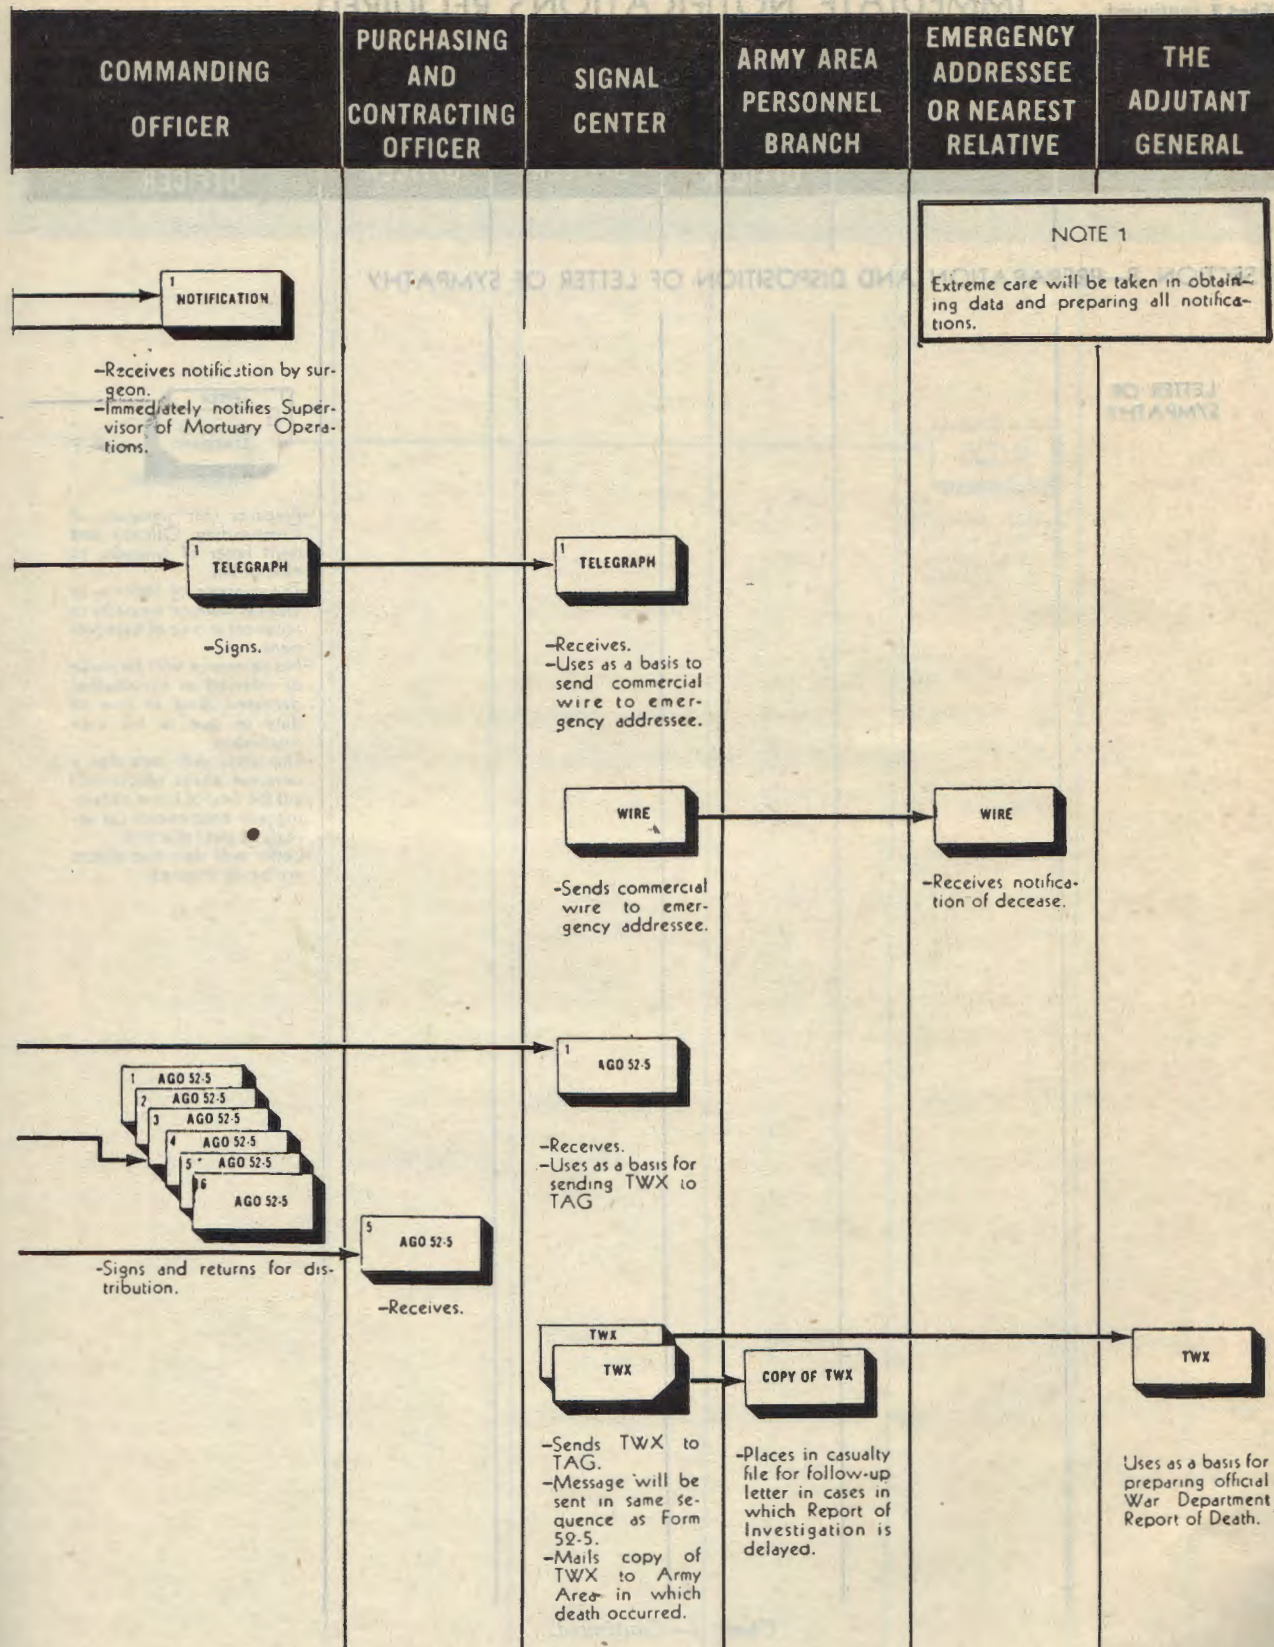 COMMANDING
OFFICER
PURCHASING
AND
CONTRACTING
OFFICER
SIGNAL
CENTER
ARMY AREA
PERSONNEL
BRANCH
EMERGENCY
ADDRESSEE
OR NEAREST
RELATIVE
THE
ADJUTANT
GENERAL
NOTE 1
Extreme care will be taken in obtain-
ing data and preparing all notifica-
tions.
1
NOTIFICATION
-Receives notification by sur-
geon.
-Immediately notifies Super-
visor of Mortuary Opera-
tions.
1
TELEGRAPH
-Signs.
1
TELEGRAPH
-Receives.
-Uses as a basis to
send commercial
wire to emer-
gency addressee.
WIRE
-Sends commercial
wire to emer-
gency addressee.
WIRE
-Receives notifica-
tion of decease.
1 AGO 52-5
2 AGO 52-5
3 AGO 52-5
4 AGO 52-5
5 AGO 52-5
6
AGO 52-5
-Signs and returns for dis-
tribution.
1
AGO 52-5
-Receives.
-Uses as a basis for
sending TWX to
TAG
5
AGO 52-5
-Receives.
TWX
TWX
-Sends TWX to
TAG.
-Message will be
sent in same se-
quence as Form
52-5.
-Mails copy of
TWX to Army
Area in which
death occurred.
COPY OF TWX
-Places in casualty
file for follow-up
letter in cases in
which Report of
Investigation is
delayed.
TWX
Uses as a basis for
preparing official
War Department
Report of Death.